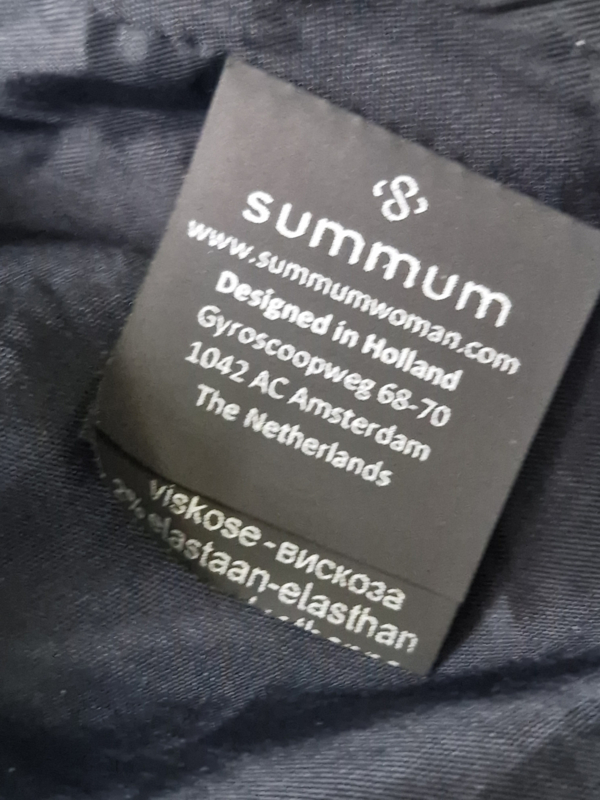 summum
www.summumwoman.com
Designed in Holland
Gyroscoopweg 68-70
1042 AC Amsterdam
The Netherlands
viskose-вискоза
2% elastaan-elasthan